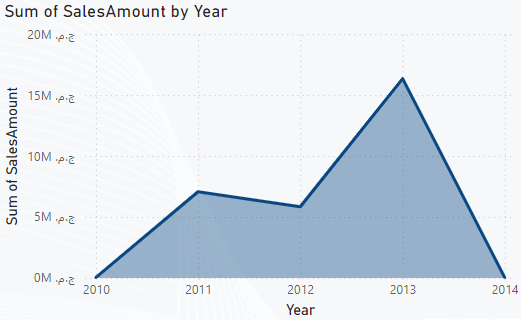 Sum of SalesAmount by Year
20M ج.م.
15M ج.م.
10M ج.م.
5M ج.م.
0M ج.م.
Sum of SalesAmount
2010 2011 2012 2013 2014
Year